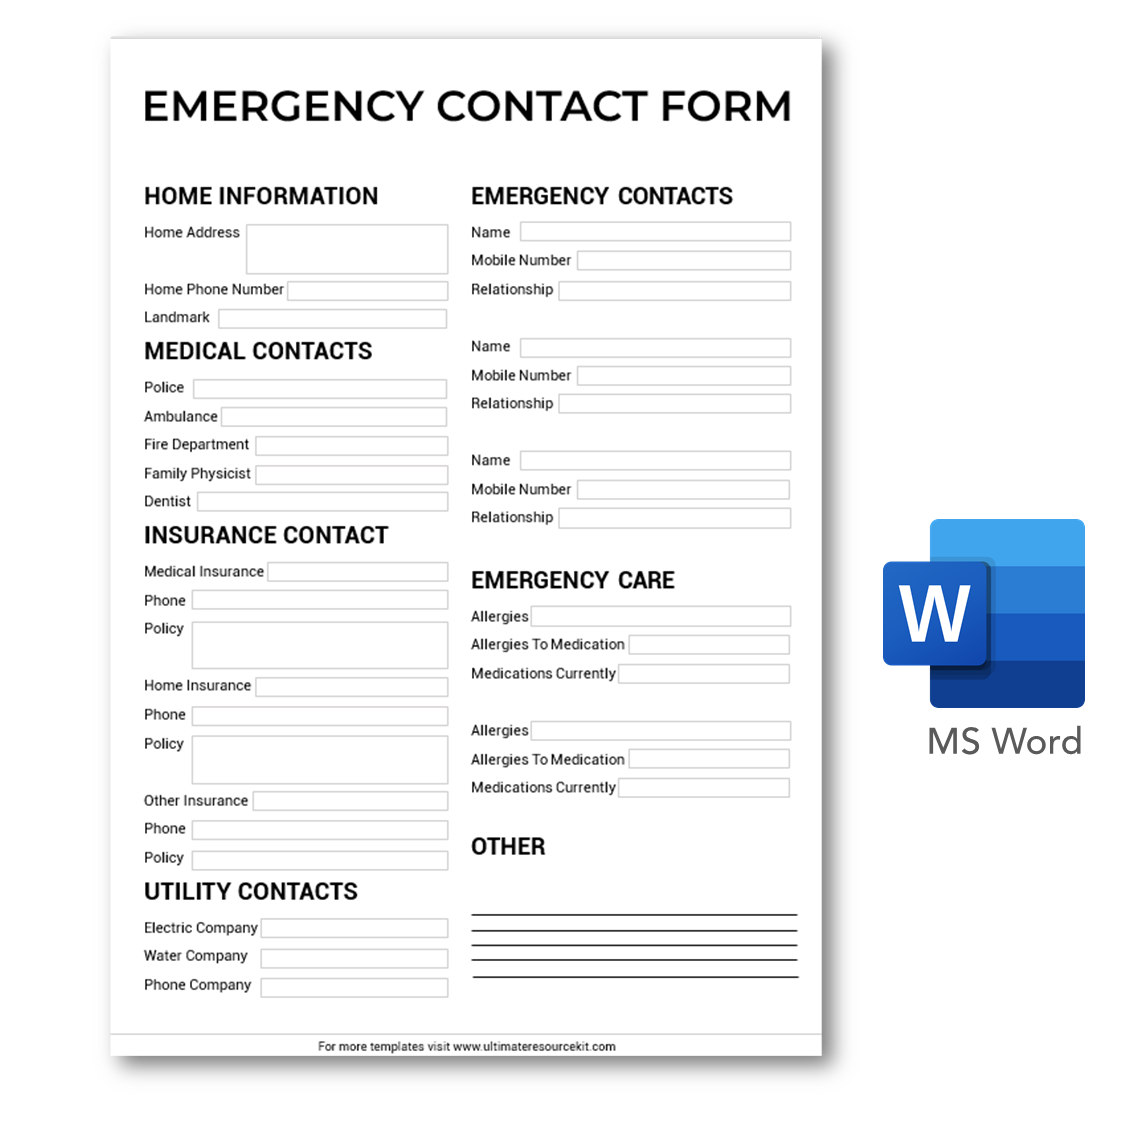 EMERGENCY CONTACT FORM
HOME INFORMATION
Home Address
Home Phone Number
Landmark
MEDICAL CONTACTS
Police
Ambulance
Fire Department
Family Physicist
Dentist
INSURANCE CONTACT
Medical Insurance
Phone
Policy
Home Insurance
Phone
Policy
Other Insurance
Phone
Policy
UTILITY CONTACTS
Electric Company
Water Company
Phone Company
EMERGENCY CONTACTS
Name
Mobile Number
Relationship
Name
Mobile Number
Relationship
Name
Mobile Number
Relationship
EMERGENCY CARE
Allergies
Allergies To Medication
Medications Currently
Allergies
Allergies To Medication
Medications Currently
OTHER
For more templates visit www.ultimateresourcekit.com
W
MS Word